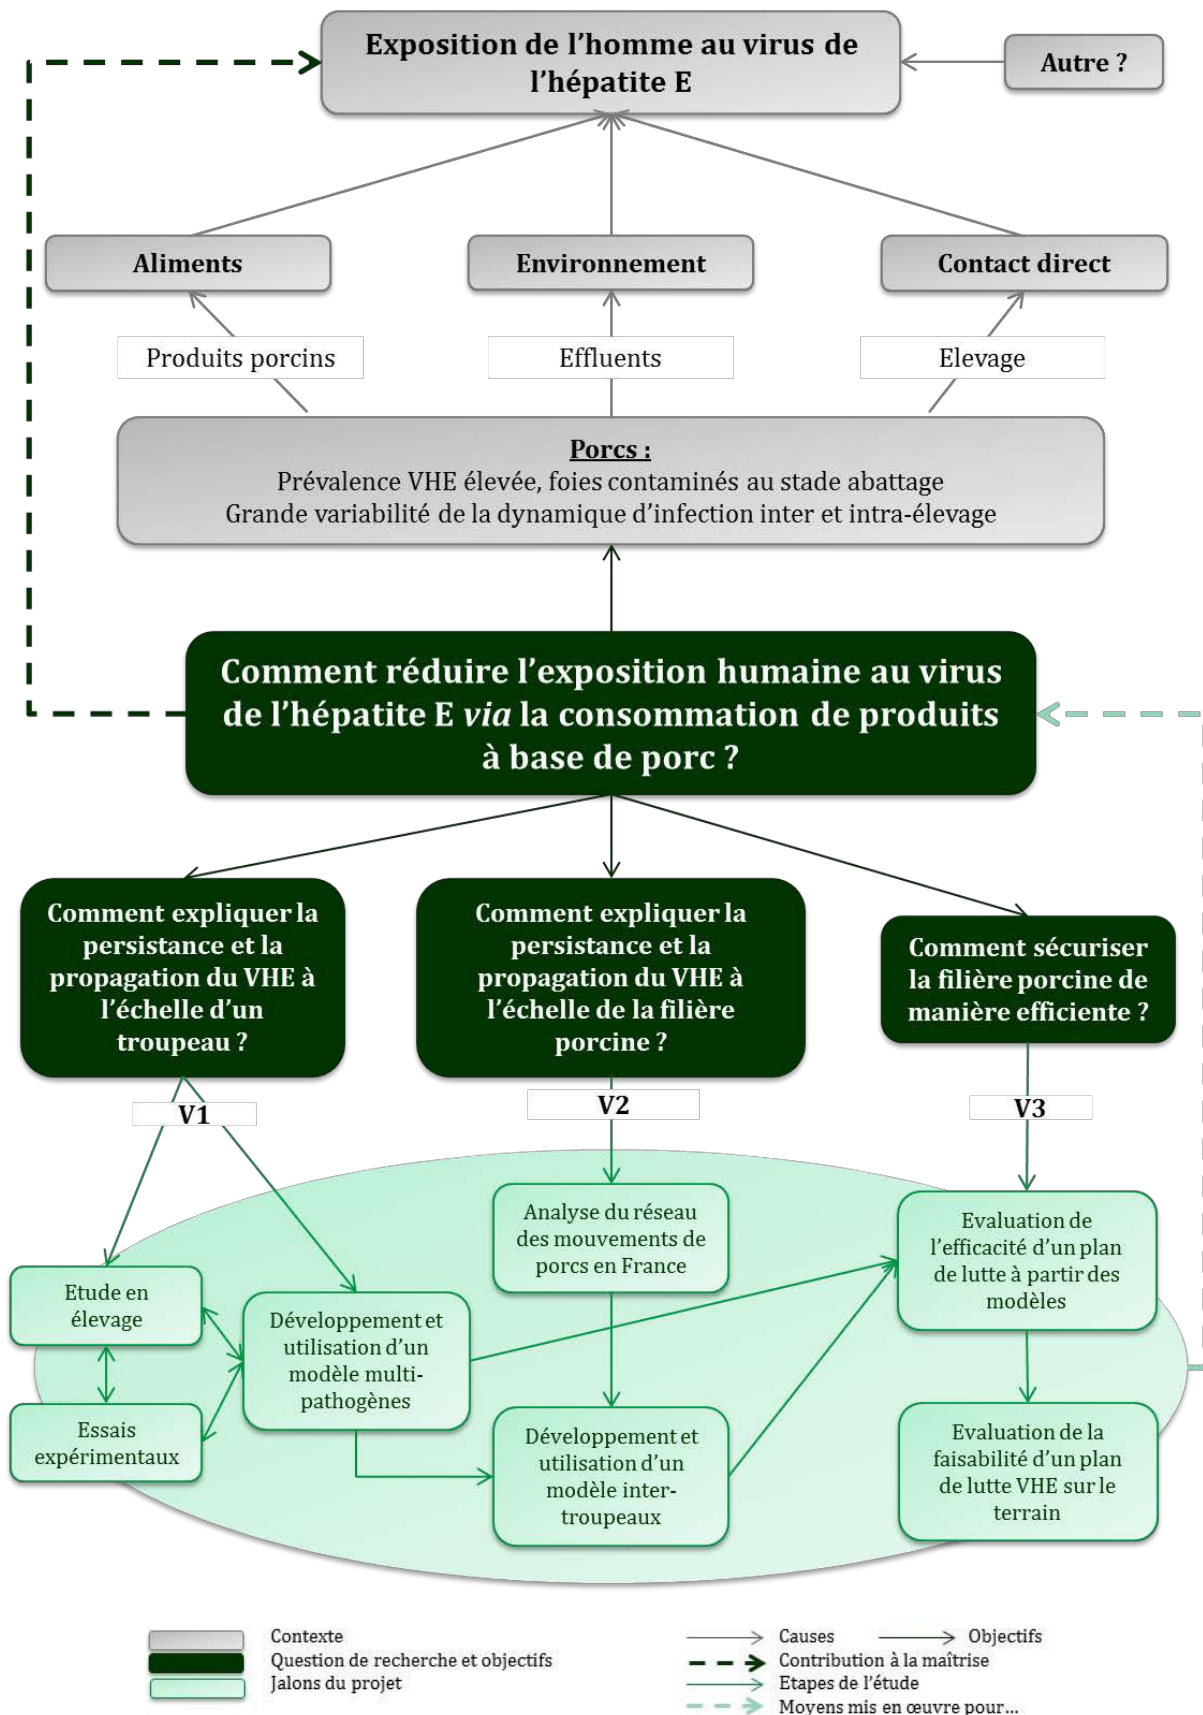 Exposition de l'homme au virus de
l'hépatite E
Autre ?
Aliments
Environnement
Contact direct
Produits porcins
Effluents
Elevage
Porcs :
Prévalence VHE élevée, foies contaminés au stade abattage
Grande variabilité de la dynamique d'infection inter et intra-élevage
Comment réduire l'exposition humaine au virus
de l'hépatite E via la consommation de produits
à base de porc ?
Comment expliquer la
persistance et la
propagation du VHE à
l'échelle d'un
troupeau ?
Comment expliquer la
persistance et la
propagation du VHE à
l'échelle de la filière
porcine ?
Comment sécuriser
la filière porcine de
manière efficiente ?
V1
V2
V3
Etude en
élevage
Essais
expérimentaux
Développement et
utilisation d'un
modèle multi-
pathogènes
Analyse du réseau
des mouvements de
porcs en France
Développement et
utilisation d'un
modèle inter-
troupeaux
Evaluation de
l'efficacité d'un plan
de lutte à partir des
modèles
Evaluation de la
faisabilité d'un plan
de lutte VHE sur le
terrain
Contexte
Question de recherche et objectifs
Jalons du projet
Causes
Objectifs
Contribution à la maîtrise
Etapes de l'étude
Moyens mis en œuvre pour...